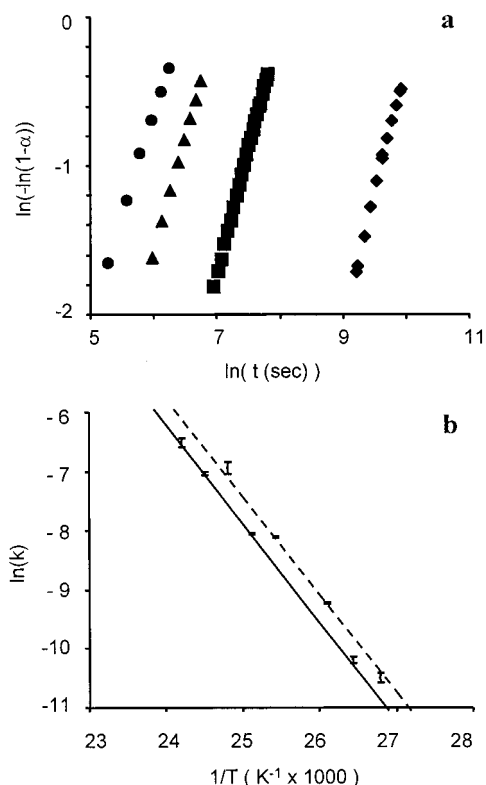 a
0
-1
-2
ln(-ln(1-α))
5 7 9 11
ln( t (sec) )
b
- 6
-7
- 8
- 9
-10
-11
ln(k)
23 24 25 26 27 28
1/T ( K⁻¹ x 1000 )